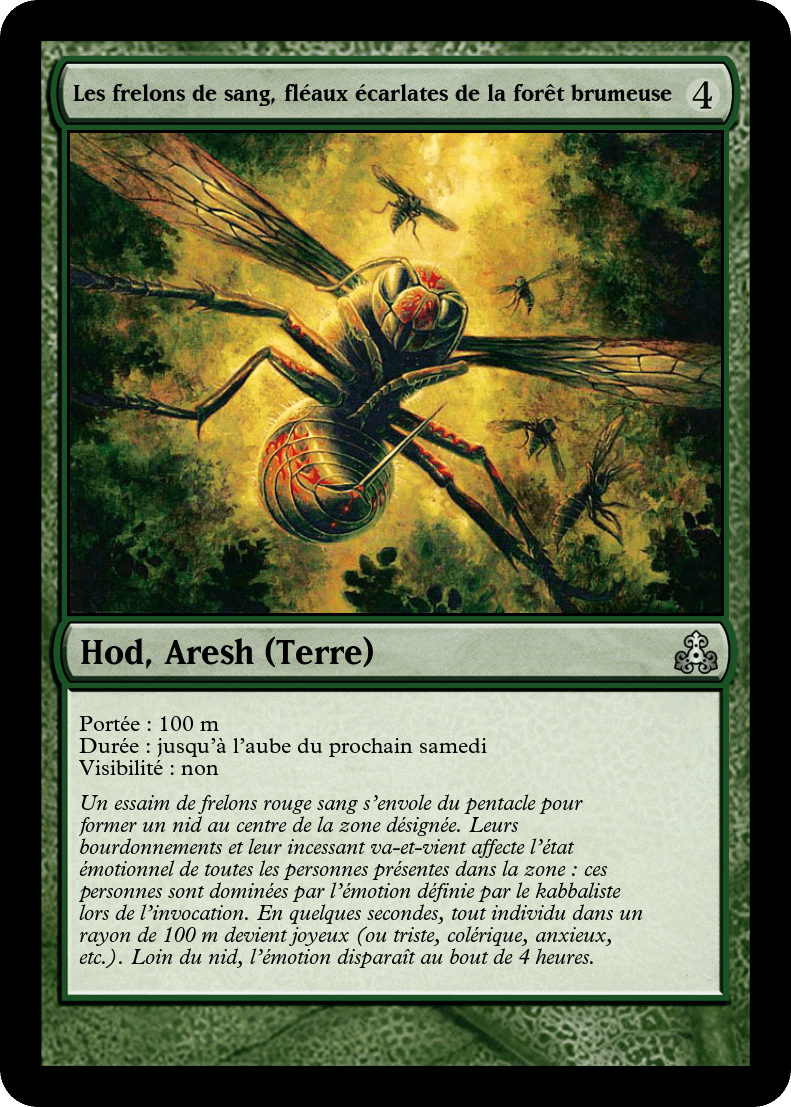 Les frelons de sang, fléaux écarlates de la forêt brumeuse 4
Hod, Aresh (Terre)
Portée : 100 m
Durée : jusqu'à l'aube du prochain samedi
Visibilité : non
Un essaim de frelons rouge sang s'envole du pentacle pour
former un nid au centre de la zone désignée. Leurs
bourdonnements et leur incessant va-et-vient affecte l'état
émotionnel de toutes les personnes présentes dans la zone : ces
personnes sont dominées par l'émotion définie par le kabbaliste
lors de l'invocation. En quelques secondes, tout individu dans un
rayon de 100 m devient joyeux (ou triste, colérique, anxieux,
etc.). Loin du nid, l'émotion disparaît au bout de 4 heures.